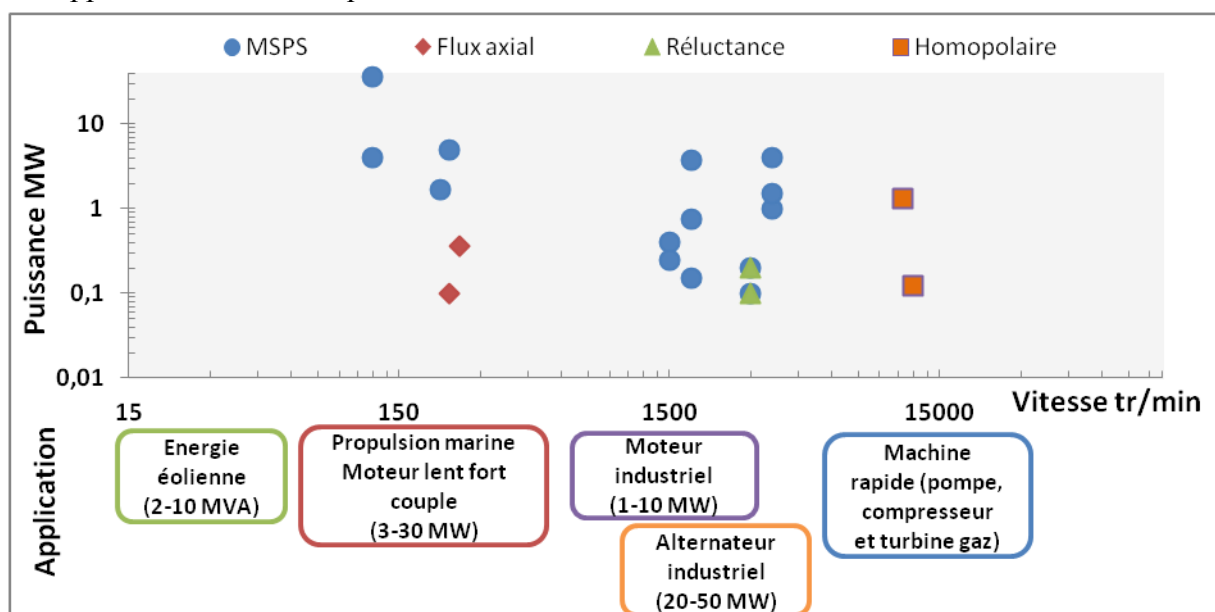 MSPS Flux axial Réluctance Homopolaire
Puissance MW
10
1
0,1
0,01
15 150 1500 15000 Vitesse tr/min
Application
Energie
éolienne
(2-10 MVA)
Propulsion marine
Moteur lent fort
couple
(3-30 MW)
Moteur
industriel
(1-10 MW)
Alternateur
industriel
(20-50 MW)
Machine
rapide (pompe,
compresseur
et turbine gaz)